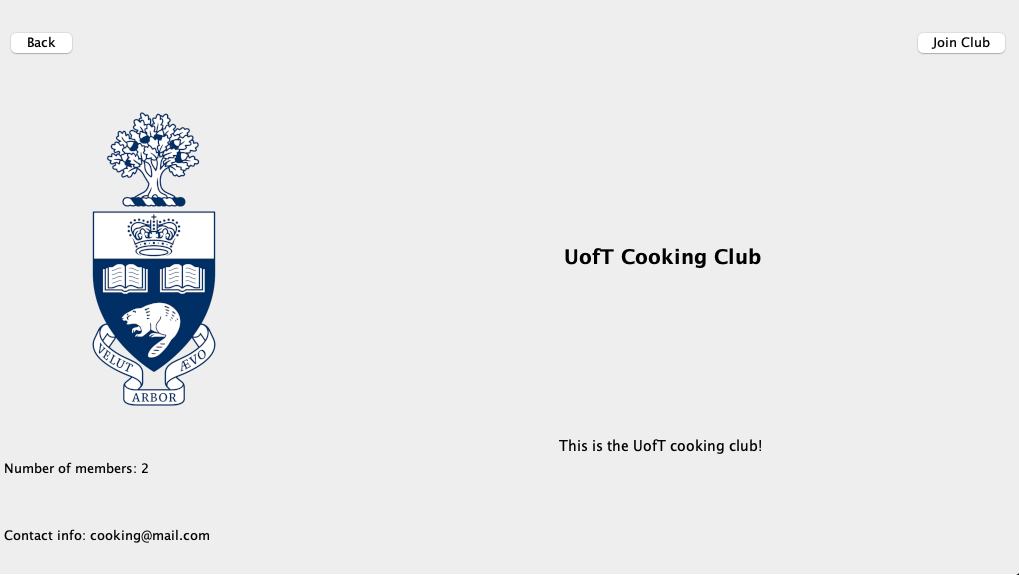 Back
Join Club
VELUT
ÆVO
ARBOR
UofT Cooking Club
This is the UofT cooking club!
Number of members: 2
Contact info: cooking@mail.com